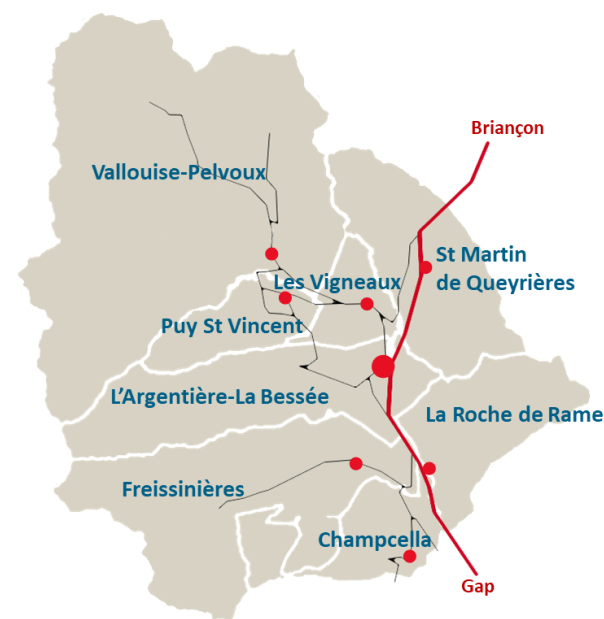 Briançon
Vallouise-Pelvoux
St Martin
de Queyrières
Les Vigneaux
Puy St Vincent
L'Argentière-La Bessée
La Roche de Rame
Freissinières
Champcella
Gap